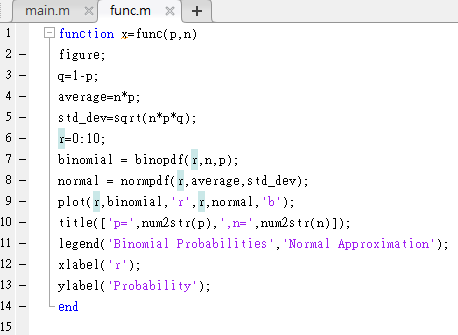 main.m × func.m × +
1 function x=func(p,n)
2 – figure;
3 – q=1-p;
4 – average=n*p;
5 – std_dev=sqrt(n*p*q);
6 – r=0:10;
7 – binomial = binopdf(r,n,p);
8 – normal = normpdf(r,average,std_dev);
9 – plot(r,binomial,'r',r,normal,'b');
10 – title(['p=',num2str(p),',n=',num2str(n)]);
11 – legend('Binomial Probabilities','Normal Approximation');
12 – xlabel('r');
13 – ylabel('Probability');
14 – end
15